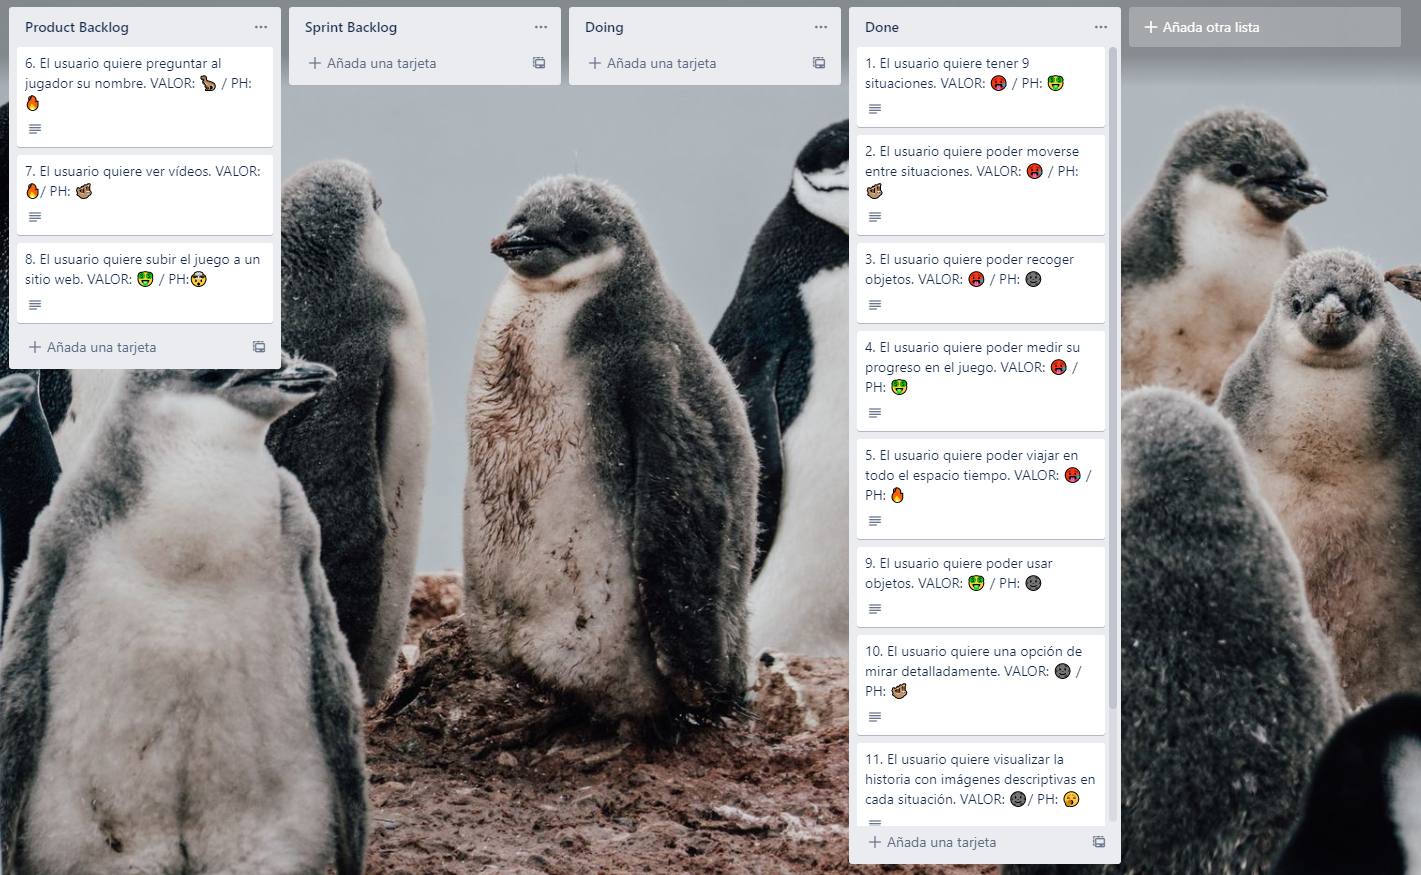 Product Backlog
6. El usuario quiere preguntar al
jugador su nombre. VALOR: 🐕‍🦺 / PH:
🔥
7. El usuario quiere ver vídeos. VALOR:
🔥/ PH: 🤏🏽
8. El usuario quiere subir el juego a un
sitio web. VALOR: 🤑 / PH:🤯
Añada una tarjeta
Sprint Backlog
Añada una tarjeta
Doing
Añada una tarjeta
Done
1. El usuario quiere tener 9
situaciones. VALOR: 🥵 / PH: 🤑
2. El usuario quiere poder moverse
entre situaciones. VALOR: 🥵 / PH:
🤏🏽
3. El usuario quiere poder recoger
objetos. VALOR: 🥵 / PH: 🌚
4. El usuario quiere poder medir su
progreso en el juego. VALOR: 🥵 /
PH: 🤑
5. El usuario quiere poder viajar en
todo el espacio tiempo. VALOR: 🥵 /
PH: 🔥
9. El usuario quiere poder usar
objetos. VALOR: 🤑 / PH: 🌚
10. El usuario quiere una opción de
mirar detalladamente. VALOR: 🌚 /
PH: 🤏🏽
11. El usuario quiere visualizar la
historia con imágenes descriptivas en
cada situación. VALOR: 🌚/ PH: 🥱
Añada una tarjeta
Añada otra lista